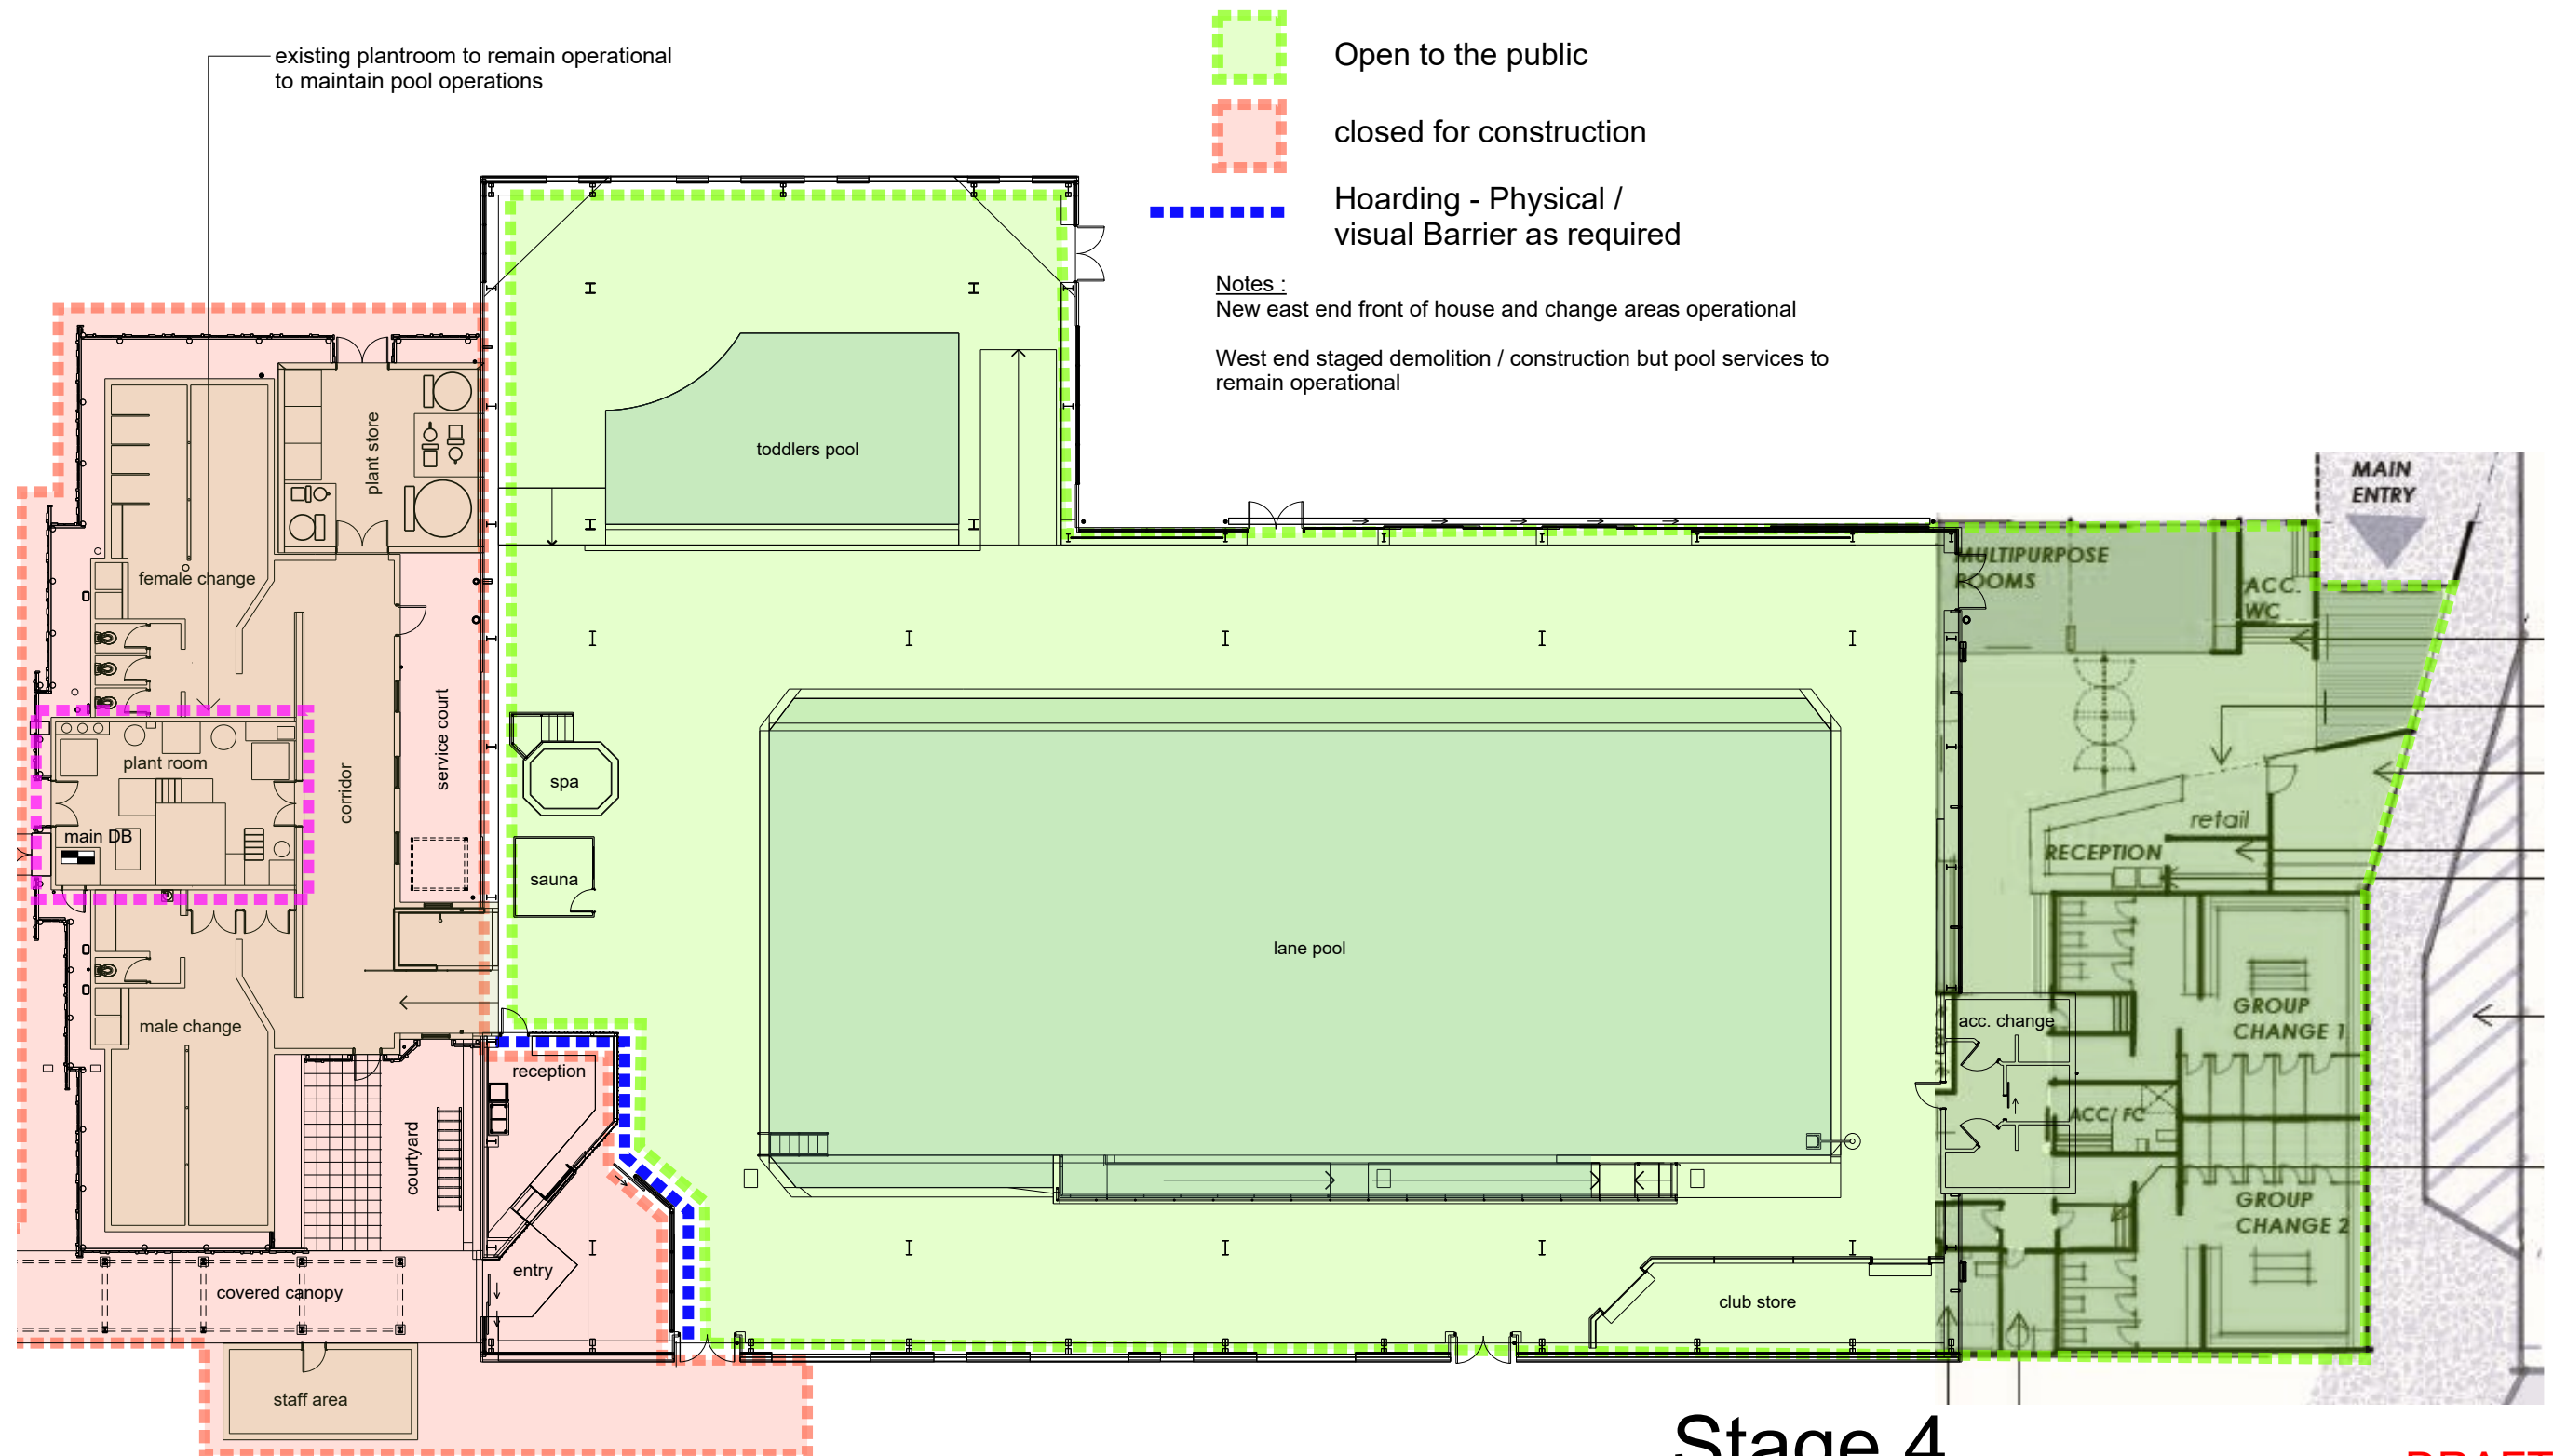 existing plantroom to remain operational
to maintain pool operations
Open to the public
closed for construction
Hoarding - Physical /
visual Barrier as required
Notes :
New east end front of house and change areas operational
West end staged demolition / construction but pool services to
remain operational
MAIN
ENTRY
plant store
toddlers pool
MULTIPURPOSE
ROOMS
ACC.
WC
female change
service court
corridor
plant room
main DB
spa
sauna
retail
RECEPTION
lane pool
GROUP
CHANGE 1
acc. change
male change
reception
courtyard
ACC/ FC
GROUP
CHANGE 2
entry
covered canopy
club store
staff area
Stage 4
DRAFT